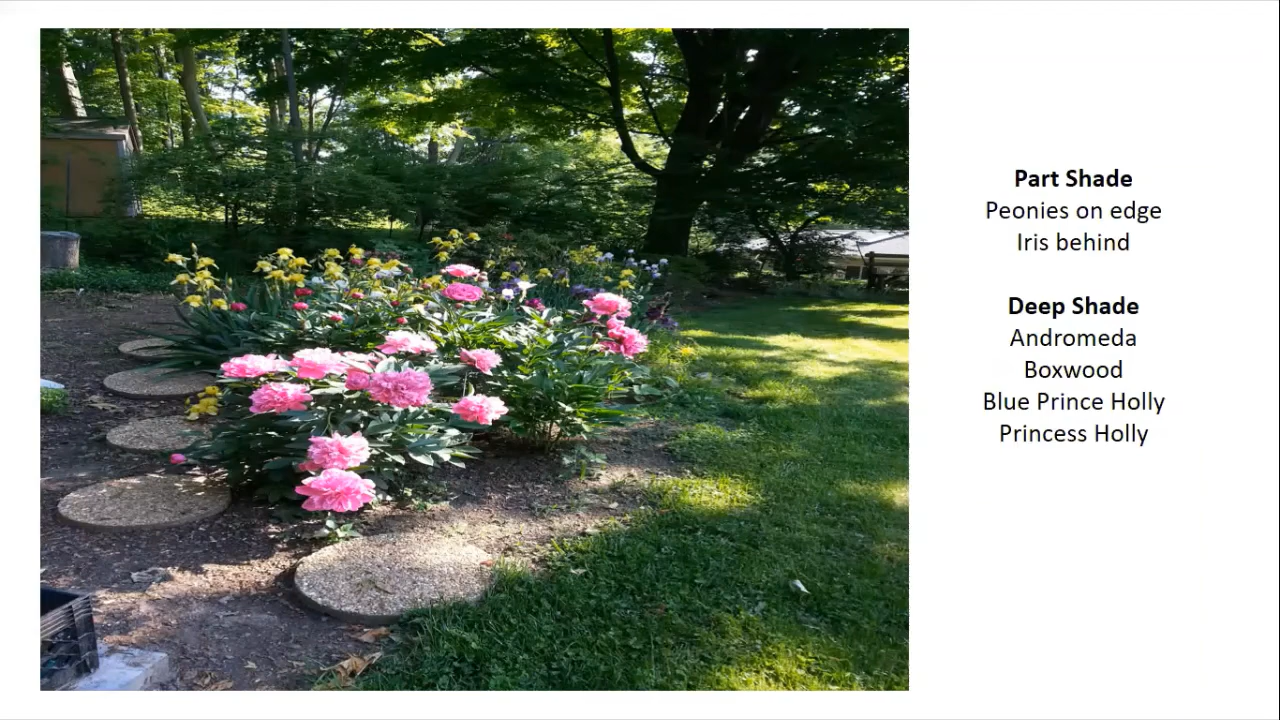 Part Shade
Peonies on edge
Iris behind
Deep Shade
Andromeda
Boxwood
Blue Prince Holly
Princess Holly